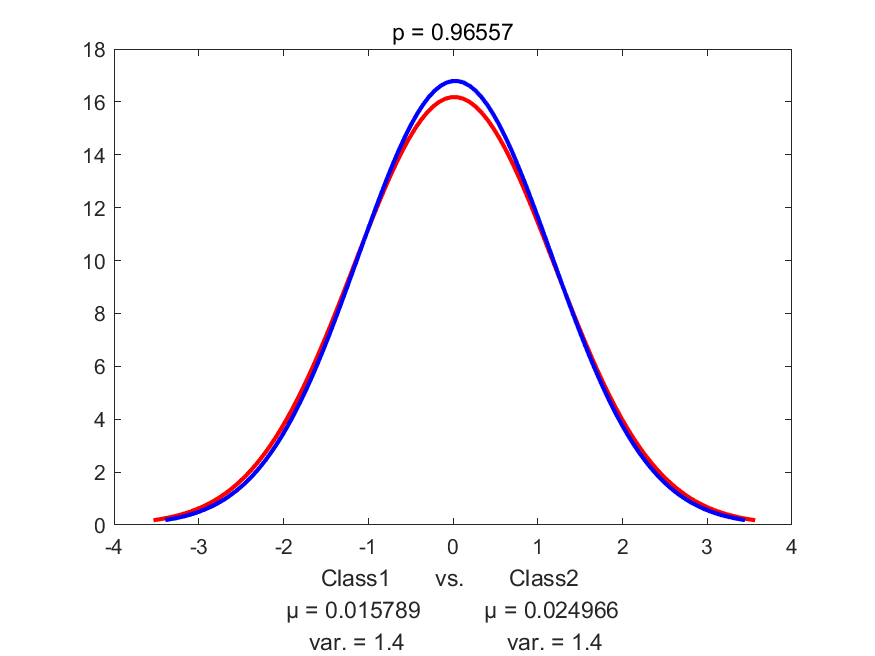 p = 0.96557
18
16
14
12
10
8
6
4
2
0
-4 -3 -2 -1 0 1 2 3 4
Class1 vs. Class2
μ = 0.015789 μ = 0.024966
var. = 1.4 var. = 1.4